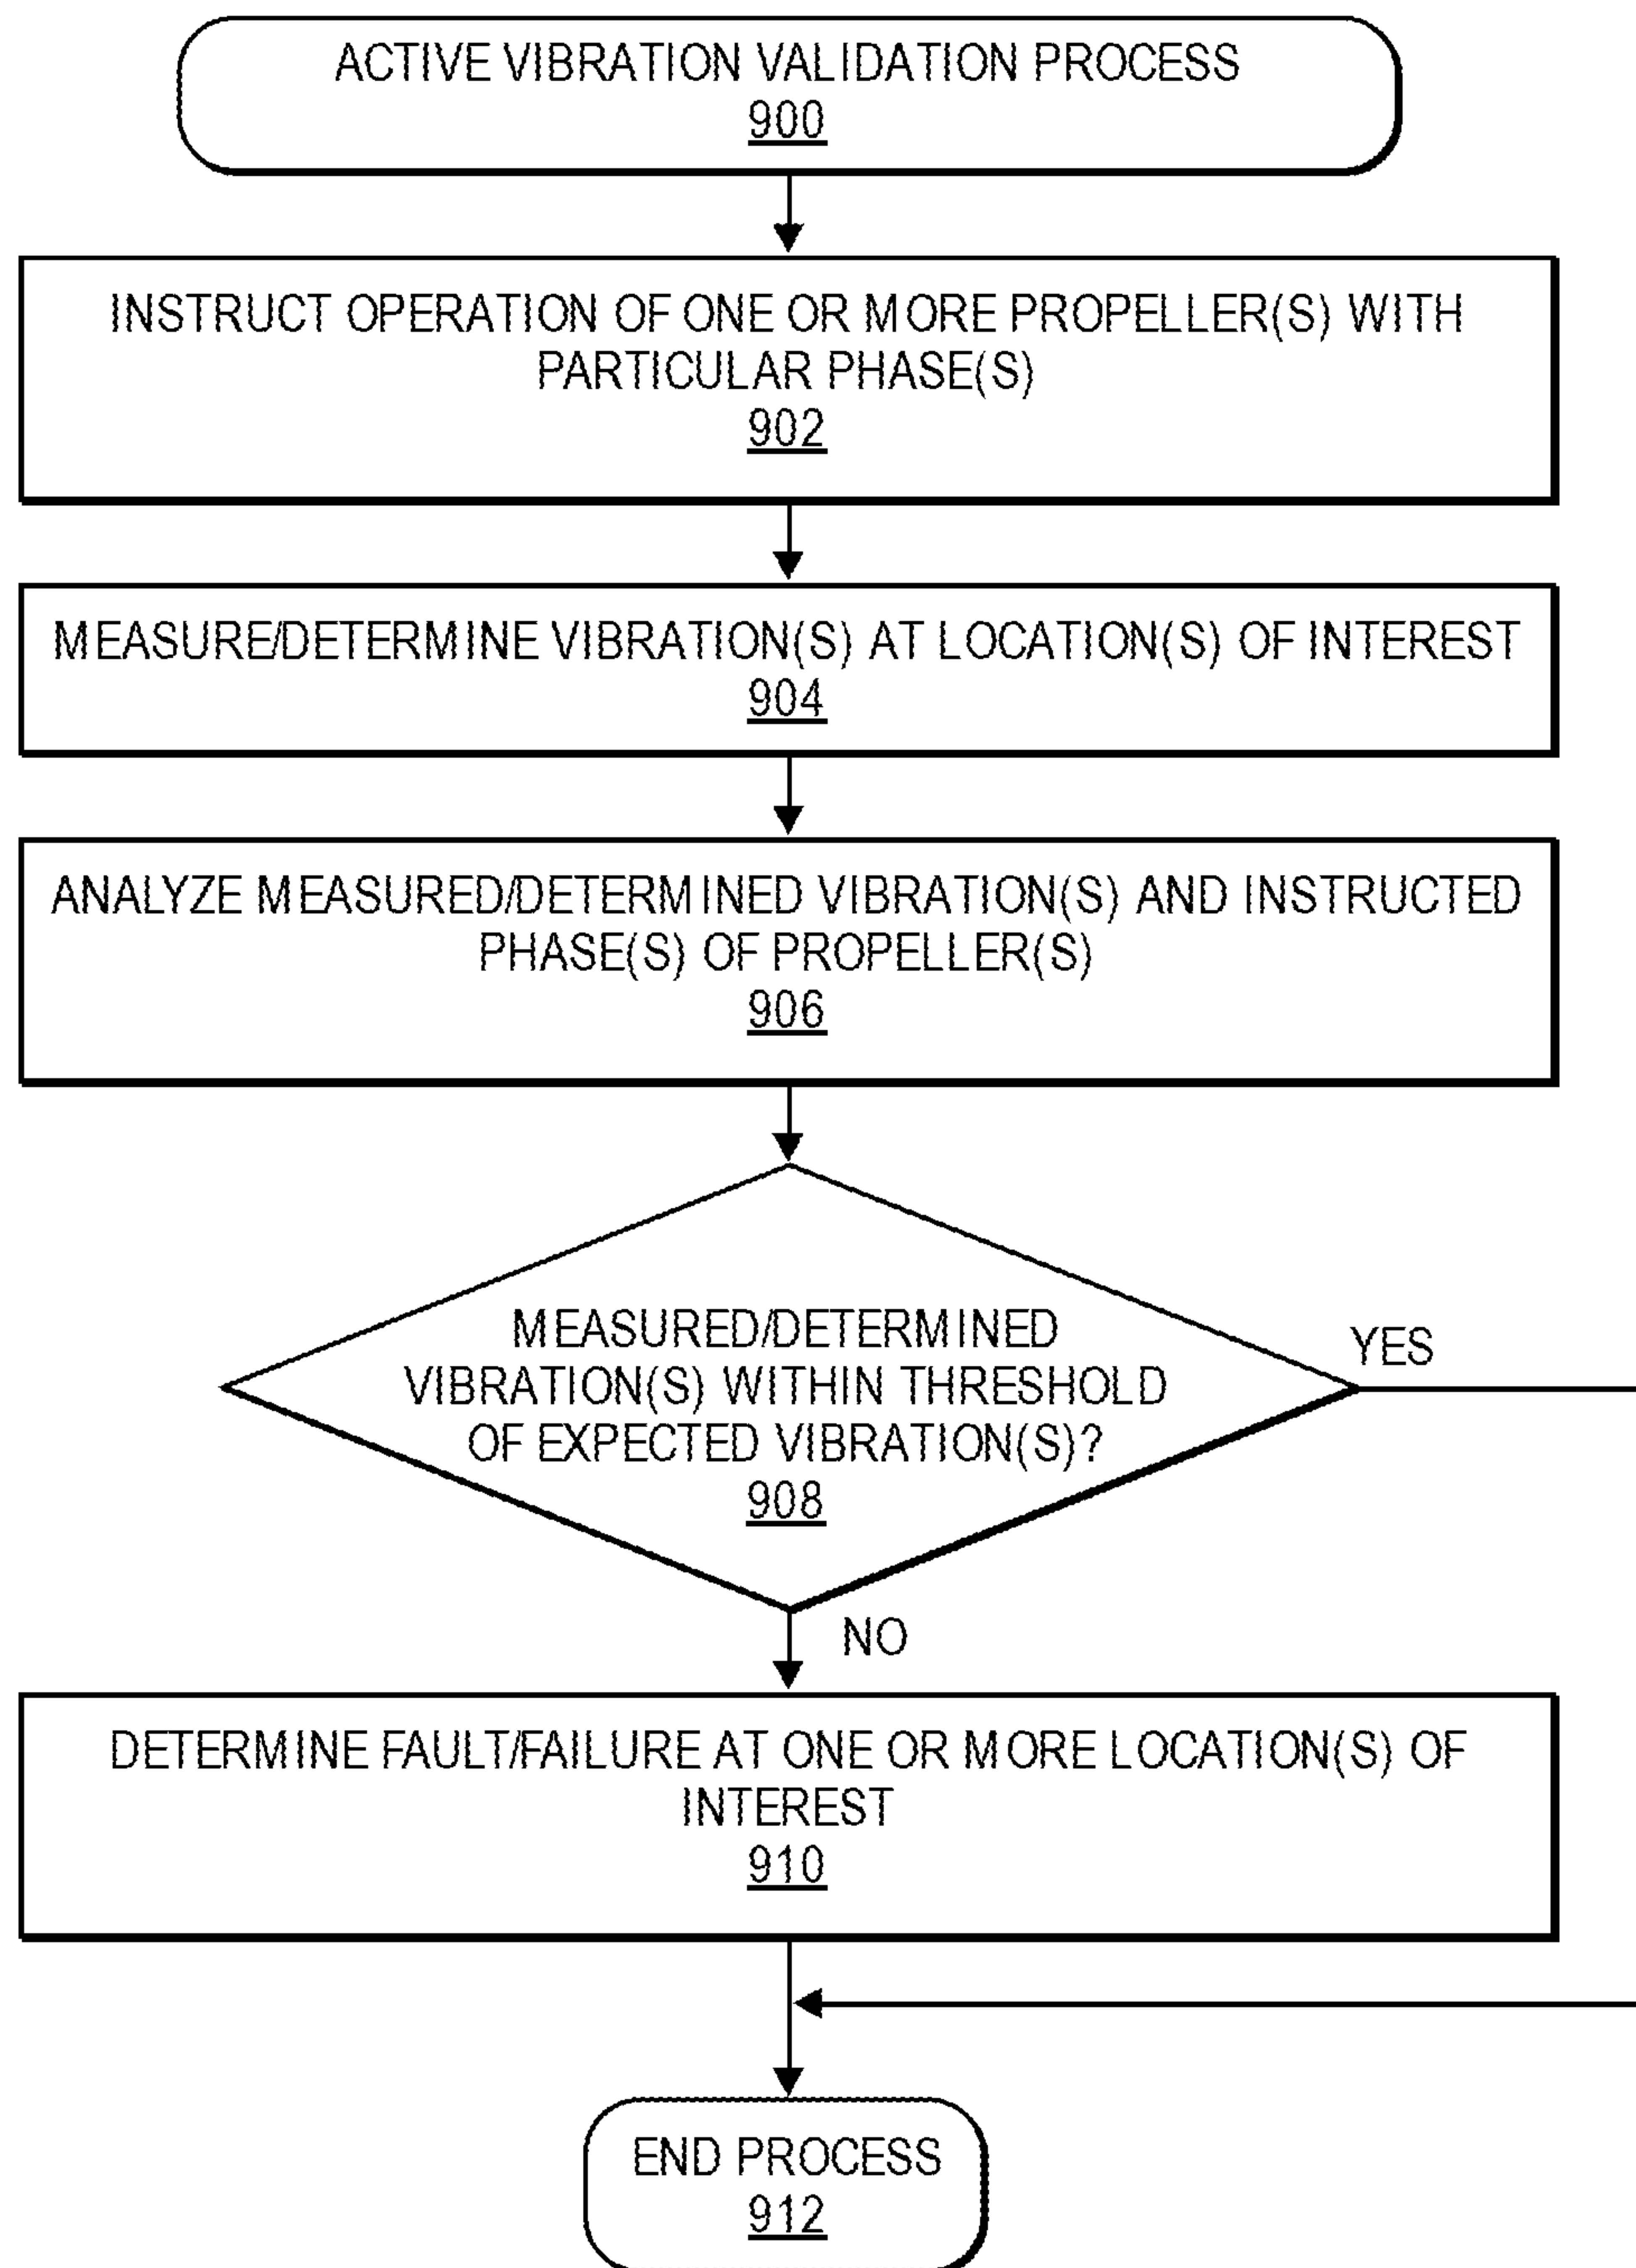 ACTIVE VIBRATION VALIDATION PROCESS
900
INSTRUCT OPERATION OF ONE OR MORE PROPELLER(S) WITH
PARTICULAR PHASE(S)
902
MEASURE/DETERMINE VIBRATION(S) AT LOCATION(S) OF INTEREST
904
ANALYZE MEASURED/DETERMINED VIBRATION(S) AND INSTRUCTED
PHASE(S) OF PROPELLER(S)
906
MEASURED/DETERMINED
VIBRATION(S) WITHIN THRESHOLD
OF EXPECTED VIBRATION(S)?
908
YES
NO
DETERMINE FAULT/FAILURE AT ONE OR MORE LOCATION(S) OF
INTEREST
910
END PROCESS
912